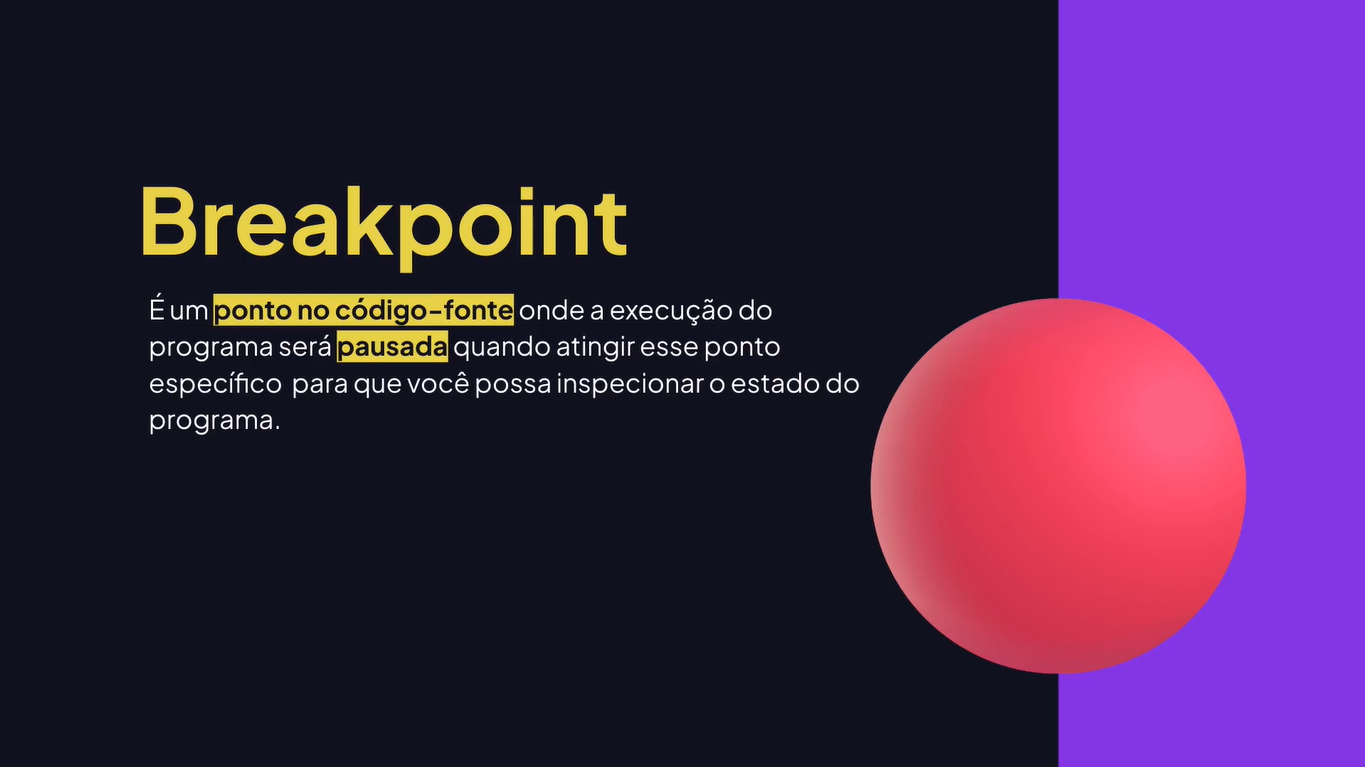 Breakpoint
É um ponto no código-fonte onde a execução do
programa será pausada quando atingir esse ponto
específico para que você possa inspecionar o estado do
programa.